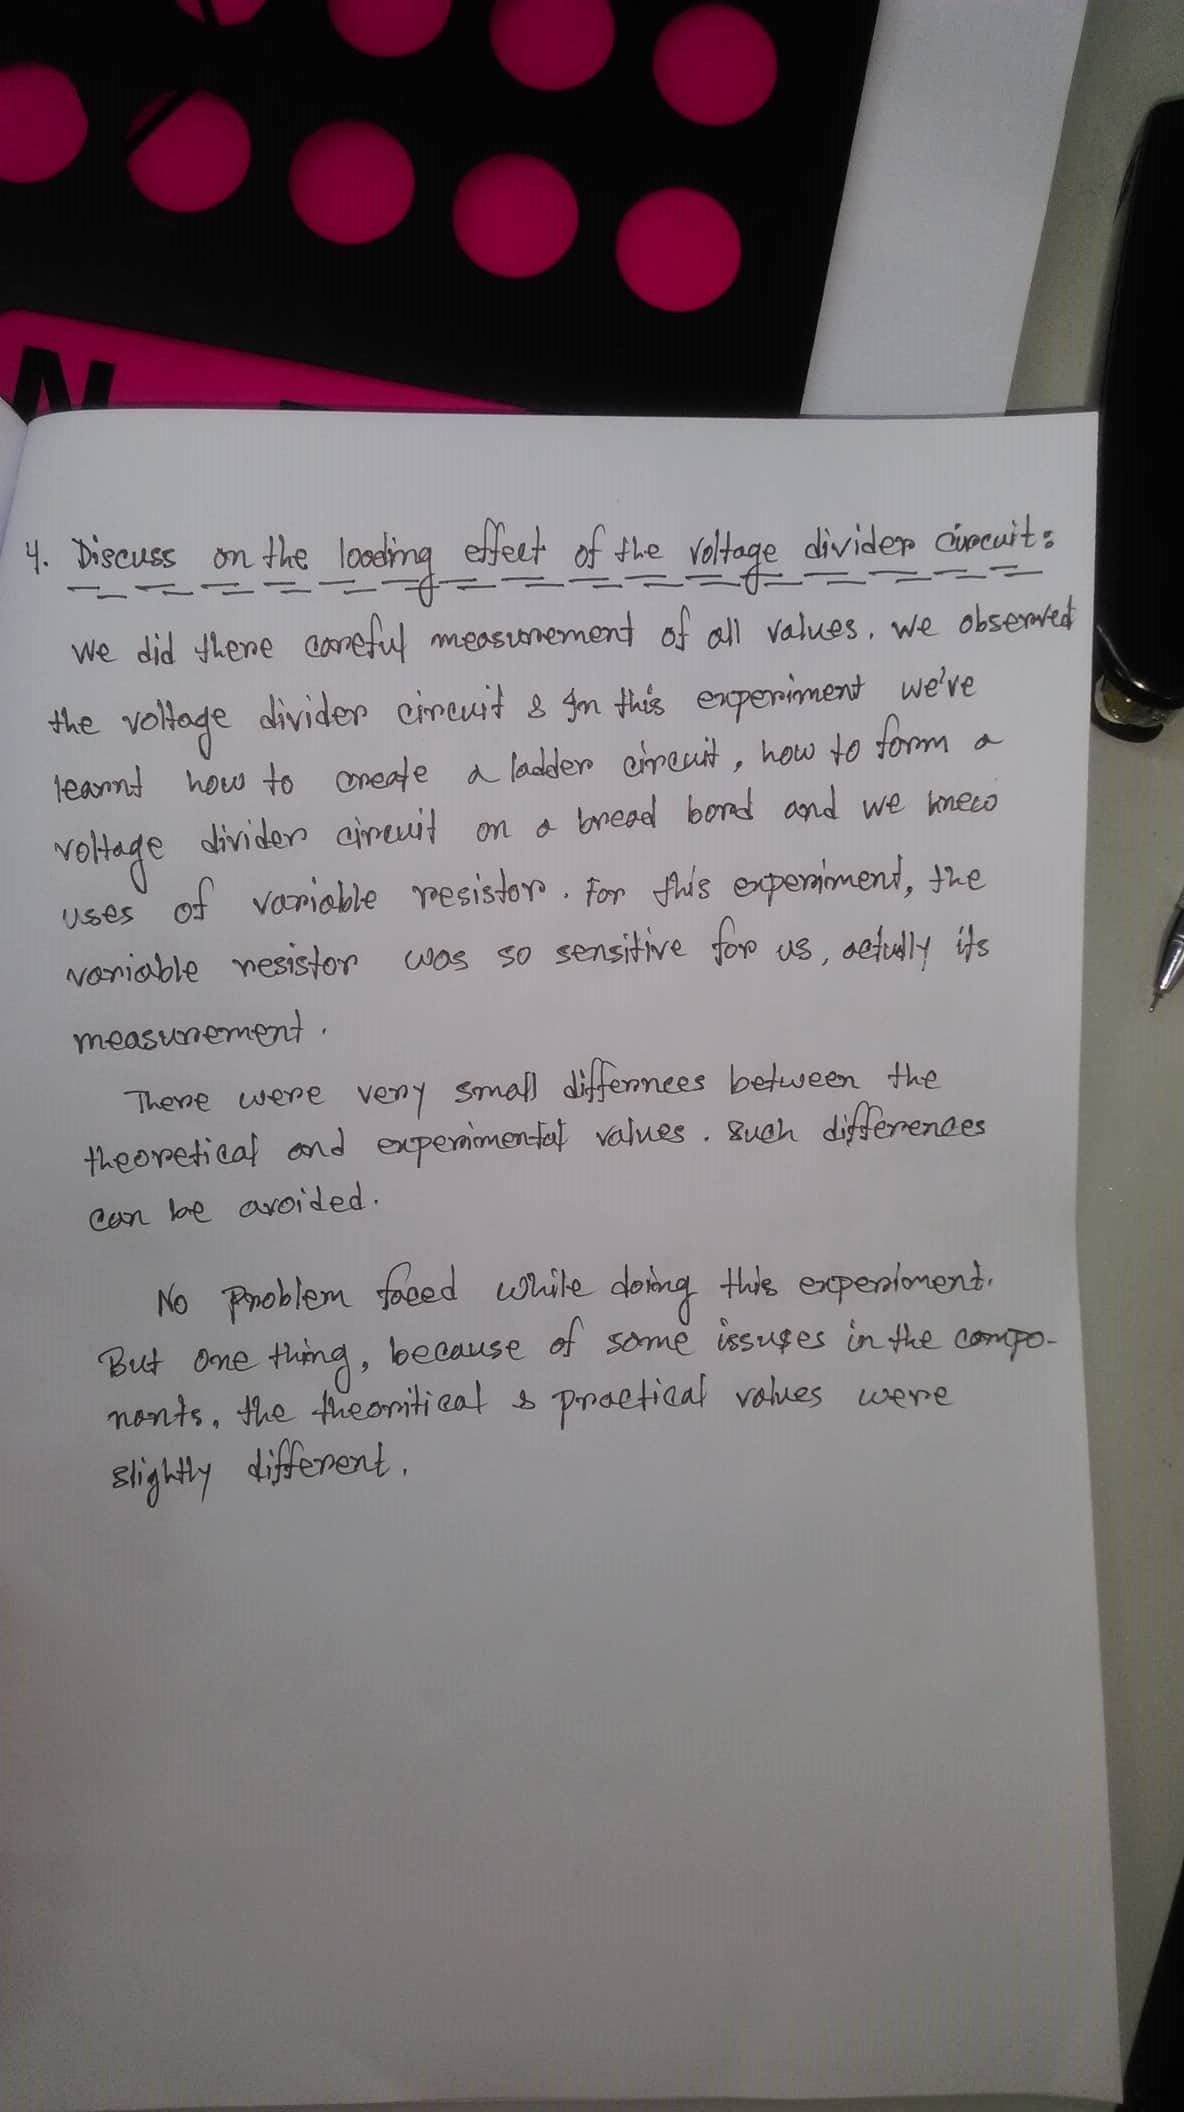 N
4. Discuss on the loading effect of the voltage divider circuit:
We did there careful measurement of all values. We observed
the voltage divider circuit & In this experiment we've
learnt how to create a ladder circuit, how to form a
voltage divider circuit on a bread bord and we knew
uses of variable resistor. For this experiment, the
variable resistor was so sensitive for us, actully its
measurement.
There were very small differnces between the
theoretical and experimental values. Such differences
can be avoided.
No Problem faced while doing this experioment.
But one thing, because of some issuses in the compo-
nants, the theoritical & practical values were
slightly different.